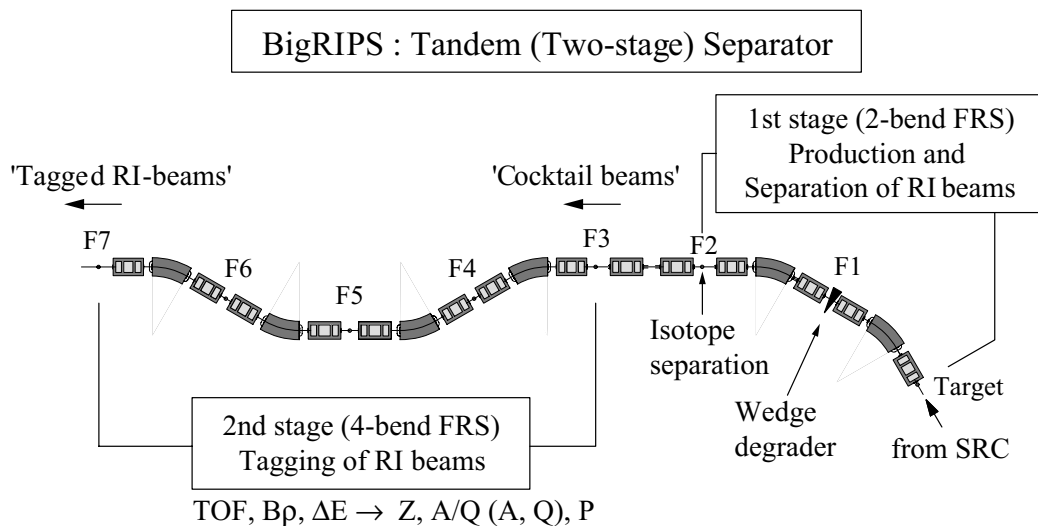 BigRIPS : Tandem (Two-stage) Separator
1st stage (2-bend FRS)
Production and
Separation of RI beams
'Tagged RI-beams'
'Cocktail beams'
F7
F6
F5
F4
F3
F2
F1
Isotope
separation
Wedge
degrader
Target
from SRC
2nd stage (4-bend FRS)
Tagging of RI beams
TOF, Bρ, ΔE → Z, A/Q (A, Q), P